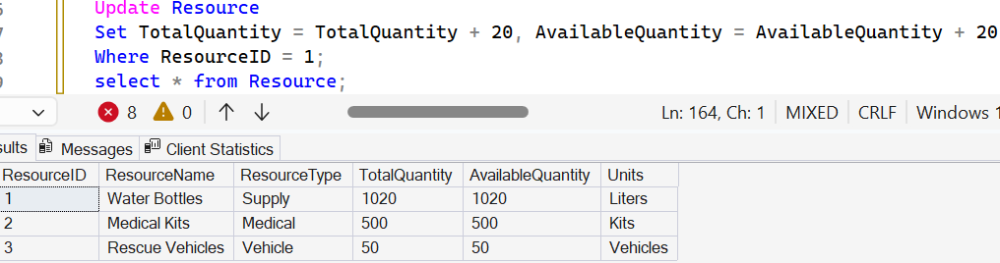 Update Resource
Set TotalQuantity = TotalQuantity + 20, AvailableQuantity = AvailableQuantity + 20
Where ResourceID = 1;
select * from Resource;
8 0 Ln: 164, Ch: 1 MIXED CRLF Windows 1
ults Messages Client Statistics
ResourceID ResourceName ResourceType TotalQuantity AvailableQuantity Units
1 Water Bottles Supply 1020 1020 Liters
2 Medical Kits Medical 500 500 Kits
3 Rescue Vehicles Vehicle 50 50 Vehicles